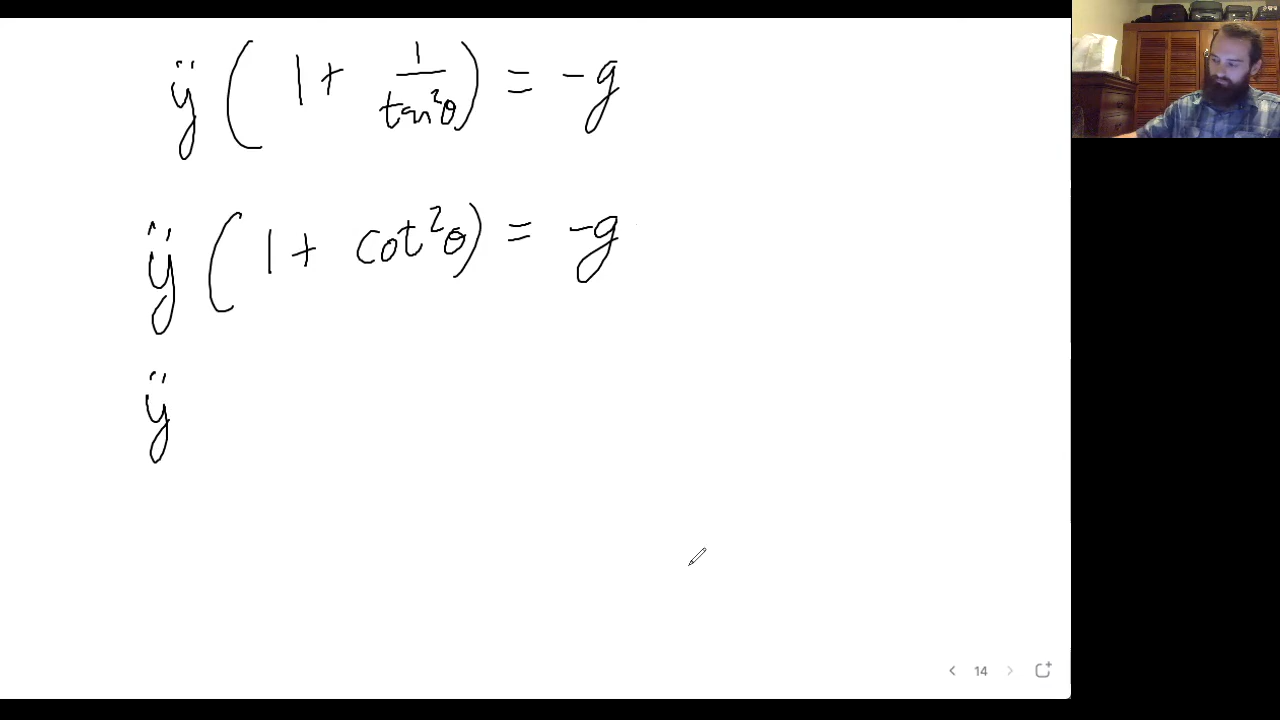 ÿ ( 1 + 1/tan²θ ) = -g
ÿ ( 1 + cot²θ ) = -g
ÿ
14